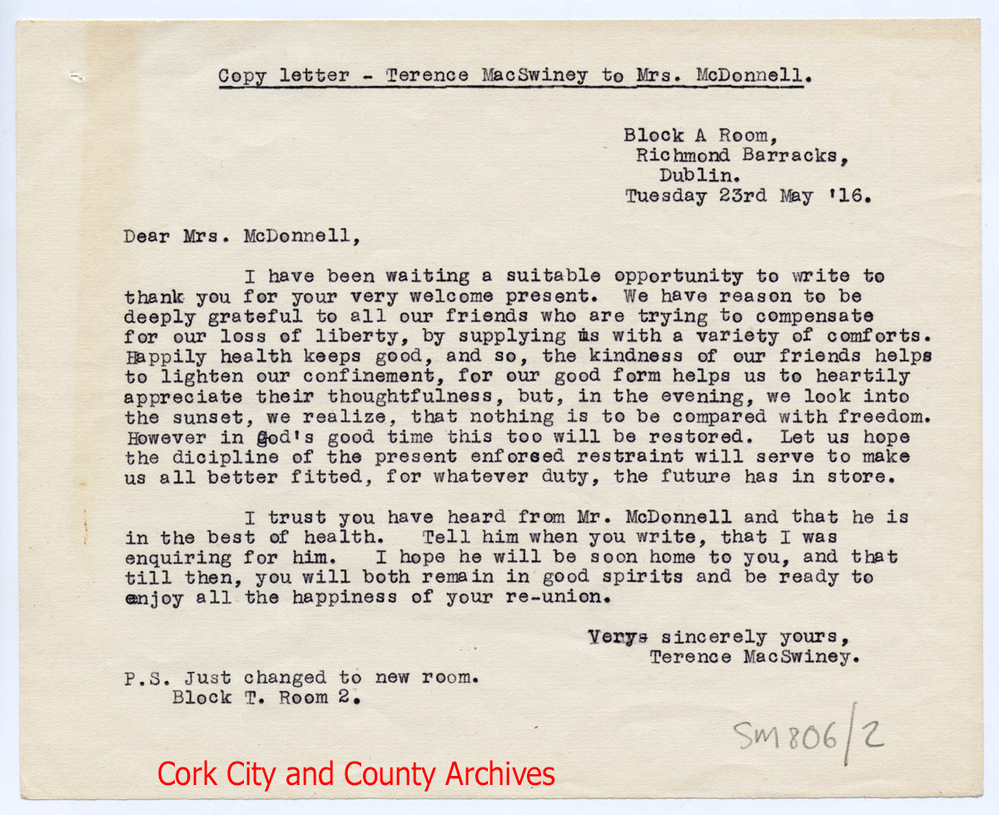 Copy letter - Terence MacSwiney to Mrs. McDonnell.
Block A Room,
Richmond Barracks,
Dublin.
Tuesday 23rd May '16.
Dear Mrs. McDonnell,
I have been waiting a suitable opportunity to write to
thank you for your very welcome present. We have reason to be
deeply grateful to all our friends who are trying to compensate
for our loss of liberty, by supplying us with a variety of comforts.
Happily health keeps good, and so, the kindness of our friends helps
to lighten our confinement, for our good form helps us to heartily
appreciate their thoughtfulness, but, in the evening, we look into
the sunset, we realize, that nothing is to be compared with freedom.
However in God's good time this too will be restored. Let us hope
the dicipline of the present enforsed restraint will serve to make
us all better fitted, for whatever duty, the future has in store.
I trust you have heard from Mr. McDonnell and that he is
in the best of health. Tell him when you write, that I was
enquiring for him. I hope he will be soon home to you, and that
till then, you will both remain in good spirits and be ready to
enjoy all the happiness of your re-union.
Verys sincerely yours,
Terence MacSwiney.
P.S. Just changed to new room.
Block T. Room 2.
SM806/2
Cork City and County Archives